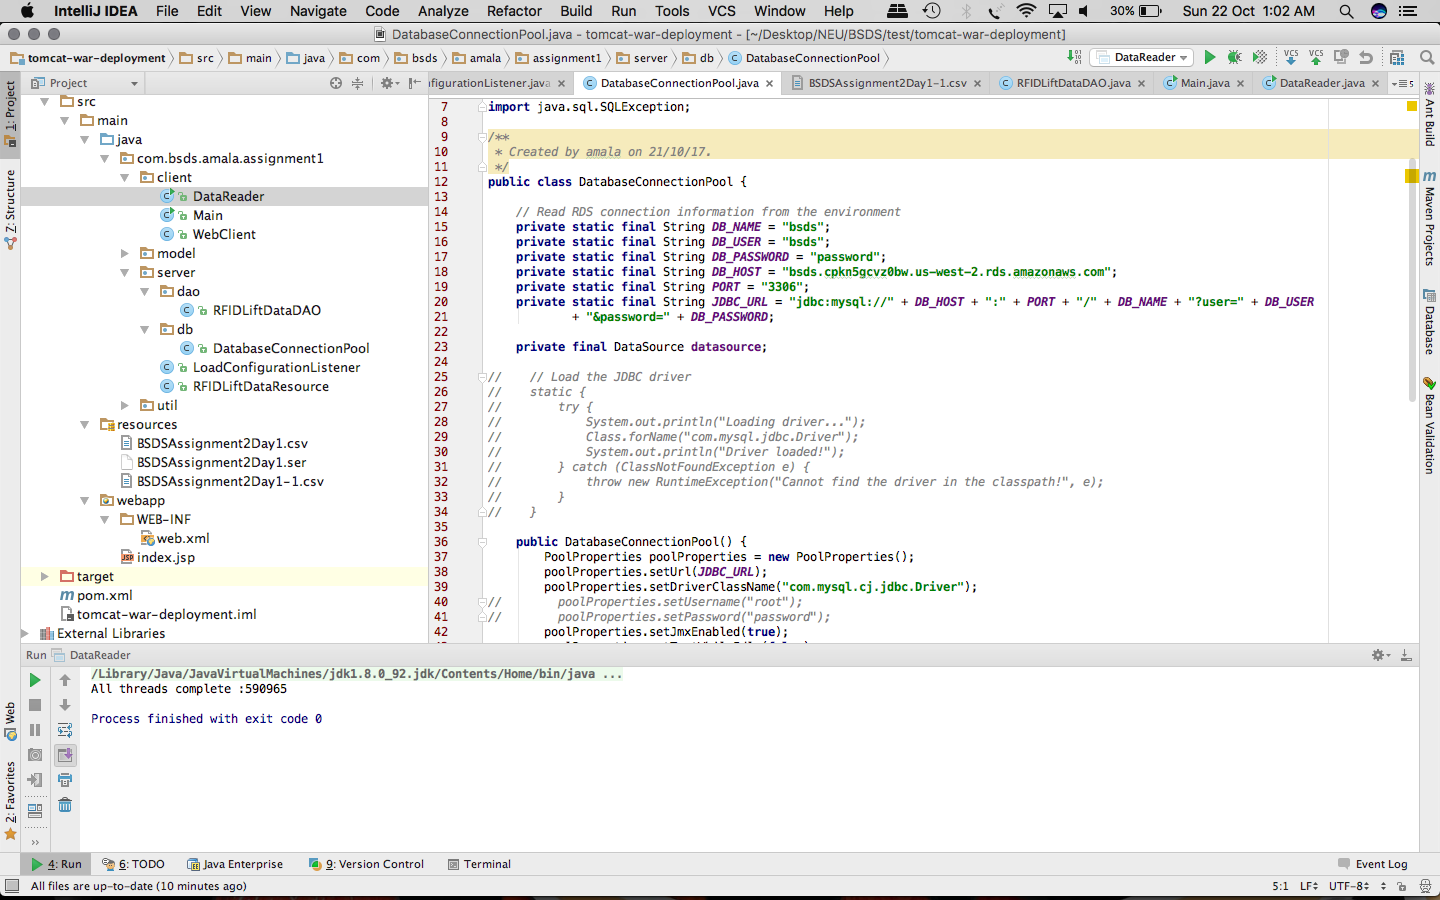 IntelliJ IDEA File Edit View Navigate Code Analyze Refactor Build Run Tools VCS Window Help 30% Sun 22 Oct 1:02 AM
DatabaseConnectionPool.java - tomcat-war-deployment - [~/Desktop/NEU/BSDS/test/tomcat-war-deployment]
tomcat-war-deployment src main java com bsds amala assignment1 server db DatabaseConnectionPool DataReader VCS VCS
Project figurationListener.java DatabaseConnectionPool.java BSDSAssignment2Day1-1.csv RFIDLiftDataDAO.java Main.java DataReader.java 5
1: Project
Z: Structure
Web
2: Favorites
src
main
java
com.bsds.amala.assignment1
client
DataReader
Main
WebClient
model
server
dao
RFIDLiftDataDAO
db
DatabaseConnectionPool
LoadConfigurationListener
RFIDLiftDataResource
util
resources
BSDSAssignment2Day1.csv
BSDSAssignment2Day1.ser
BSDSAssignment2Day1-1.csv
webapp
WEB-INF
web.xml
index.jsp
target
pom.xml
tomcat-war-deployment.iml
External Libraries
7 import java.sql.SQLException;
8
9 /**
10 * Created by amala on 21/10/17.
11 */
12 public class DatabaseConnectionPool {
13
14 // Read RDS connection information from the environment
15 private static final String DB_NAME = "bsds";
16 private static final String DB_USER = "bsds";
17 private static final String DB_PASSWORD = "password";
18 private static final String DB_HOST = "bsds.cpkn5gcvz0bw.us-west-2.rds.amazonaws.com";
19 private static final String PORT = "3306";
20 private static final String JDBC_URL = "jdbc:mysql://" + DB_HOST + ":" + PORT + "/" + DB_NAME + "?user=" + DB_USER
21 + "&password=" + DB_PASSWORD;
22
23 private final DataSource datasource;
24
25 // // Load the JDBC driver
26 // static {
27 // try {
28 // System.out.println("Loading driver...");
29 // Class.forName("com.mysql.jdbc.Driver");
30 // System.out.println("Driver loaded!");
31 // } catch (ClassNotFoundException e) {
32 // throw new RuntimeException("Cannot find the driver in the classpath!", e);
33 // }
34 // }
35
36 public DatabaseConnectionPool() {
37 PoolProperties poolProperties = new PoolProperties();
38 poolProperties.setUrl(JDBC_URL);
39 poolProperties.setDriverClassName("com.mysql.cj.jdbc.Driver");
40 // poolProperties.setUsername("root");
41 // poolProperties.setPassword("password");
42 poolProperties.setJmxEnabled(true);
Ant Build
Maven Projects
Database
Bean Validation
Run DataReader
/Library/Java/JavaVirtualMachines/jdk1.8.0_92.jdk/Contents/Home/bin/java ...
All threads complete :590965
Process finished with exit code 0
4: Run 6: TODO Java Enterprise 9: Version Control Terminal Event Log
All files are up-to-date (10 minutes ago) 5:1 LF UTF-8